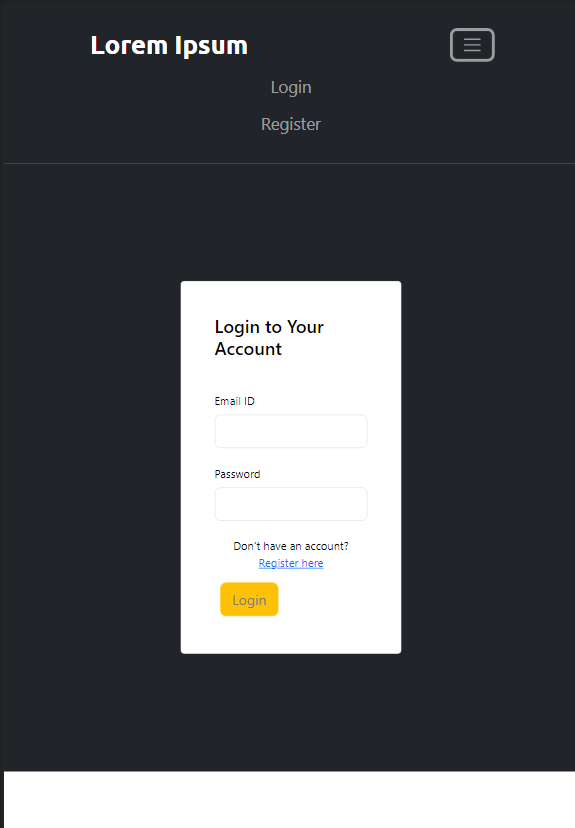 Lorem Ipsum
Login
Register
Login to Your
Account
Email ID
Password
Don't have an account?
Register here
Login